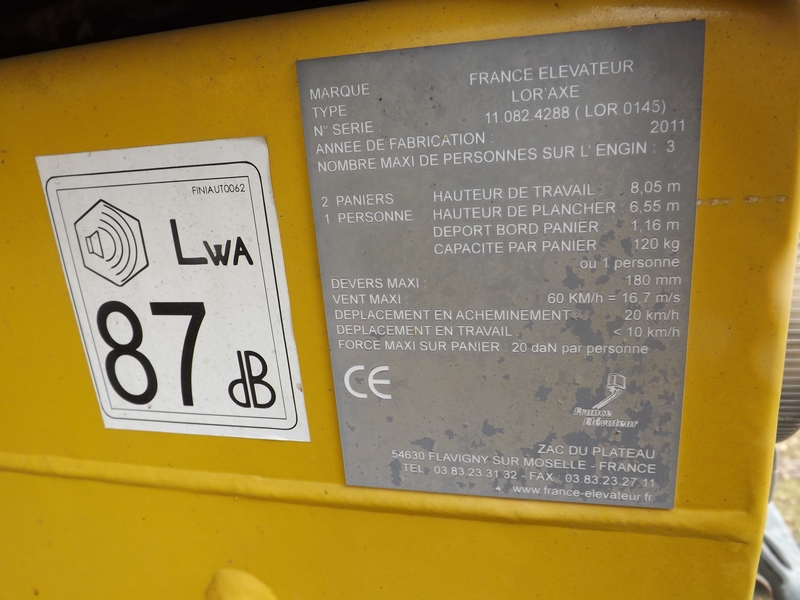 FINIAUT0062
LWA
87 dB
MARQUE FRANCE ELEVATEUR
TYPE LOR'AXE
N° SERIE 11.082 4288 ( LOR 0145)
ANNEE DE FABRICATION : 2011
NOMBRE MAXI DE PERSONNES SUR L' ENGIN : 3
2 PANIERS HAUTEUR DE TRAVAIL : 8,05 m
1 PERSONNE HAUTEUR DE PLANCHER : 6,55 m
DEPORT BORD PANIER : 1,16 m
CAPACITE PAR PANIER : 120 kg
ou 1 personne
DEVERS MAXI : 180 mm
VENT MAXI : 60 KM/H = 16,7 m/s
DEPLACEMENT EN ACHEMINEMENT : 20 km/h
DEPLACEMENT EN TRAVAIL : < 10 km/h
FORCE MAXI SUR PANIER : 20 daN par personne
CE
France
Elévateur
ZAC DU PLATEAU
54630 FLAVIGNY SUR MOSELLE - FRANCE
TEL : 03 83 23 31 32 - FAX : 03 83 23 27 11
www.france-elevateur.fr